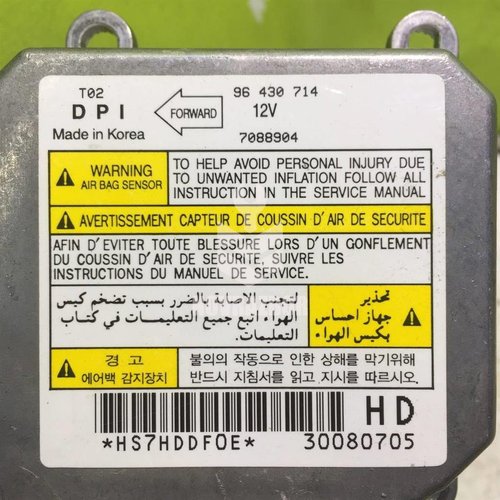 T02
DPI
Made in Korea
FORWARD
96 430 714
12V
7088904
WARNING
AIR BAG SENSOR
TO HELP AVOID PERSONAL INJURY DUE
TO UNWANTED INFLATION FOLLOW ALL
INSTRUCTION IN THE SERVICE MANUAL
AVERTISSEMENT CAPTEUR DE COUSSIN D'AIR DE SECURITE
AFIN D'EVITER TOUTE BLESSURE LORS D'UN GONFLEMENT
DU COUSSIN D'AIR DE SECURITE, SUIVRE LES
INSTRUCTIONS DU MANUEL DE SERVICE.
تحذير
جهاز احساس
بكيس الهواء
لتجنب الاصابة بالضرر بسبب تضخم كيس
الهواء اتبع جميع التعليمات في كتاب
التعليمات.
경 고
에어백 감지장치
불의의 작동으로 인한 상해를 막기위해
반드시 지침서를 읽고 지시를 따르시오.
HD
*HS7HDDF0E*
30080705